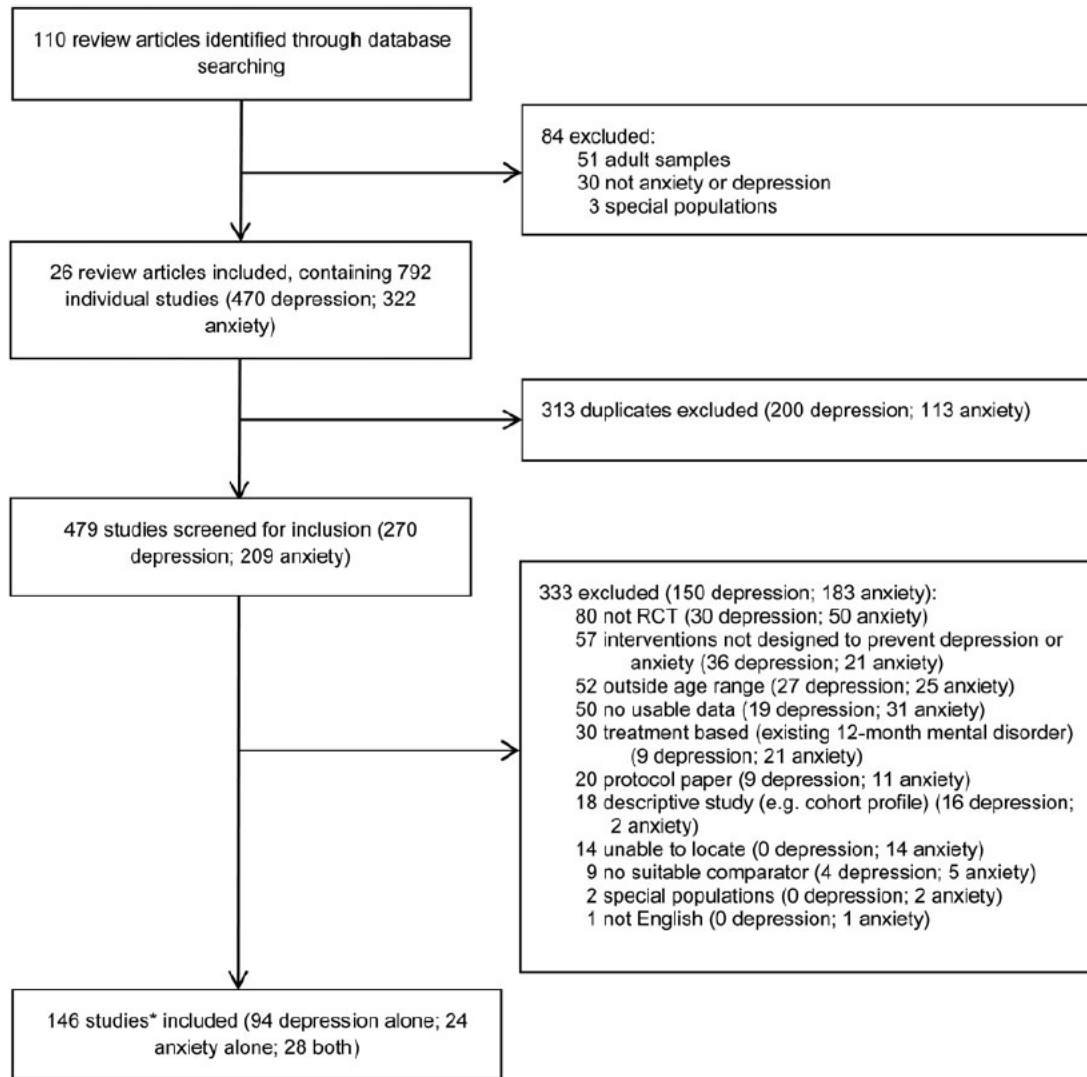 110 review articles identified through database
searching
84 excluded:
51 adult samples
30 not anxiety or depression
3 special populations
26 review articles included, containing 792
individual studies (470 depression; 322
anxiety)
313 duplicates excluded (200 depression; 113 anxiety)
479 studies screened for inclusion (270
depression; 209 anxiety)
333 excluded (150 depression; 183 anxiety):
80 not RCT (30 depression; 50 anxiety)
57 interventions not designed to prevent depression or
anxiety (36 depression; 21 anxiety)
52 outside age range (27 depression; 25 anxiety)
50 no usable data (19 depression; 31 anxiety)
30 treatment based (existing 12-month mental disorder)
(9 depression; 21 anxiety)
20 protocol paper (9 depression; 11 anxiety)
18 descriptive study (e.g. cohort profile) (16 depression;
2 anxiety)
14 unable to locate (0 depression; 14 anxiety)
9 no suitable comparator (4 depression; 5 anxiety)
2 special populations (0 depression; 2 anxiety)
1 not English (0 depression; 1 anxiety)
146 studies* included (94 depression alone; 24
anxiety alone; 28 both)